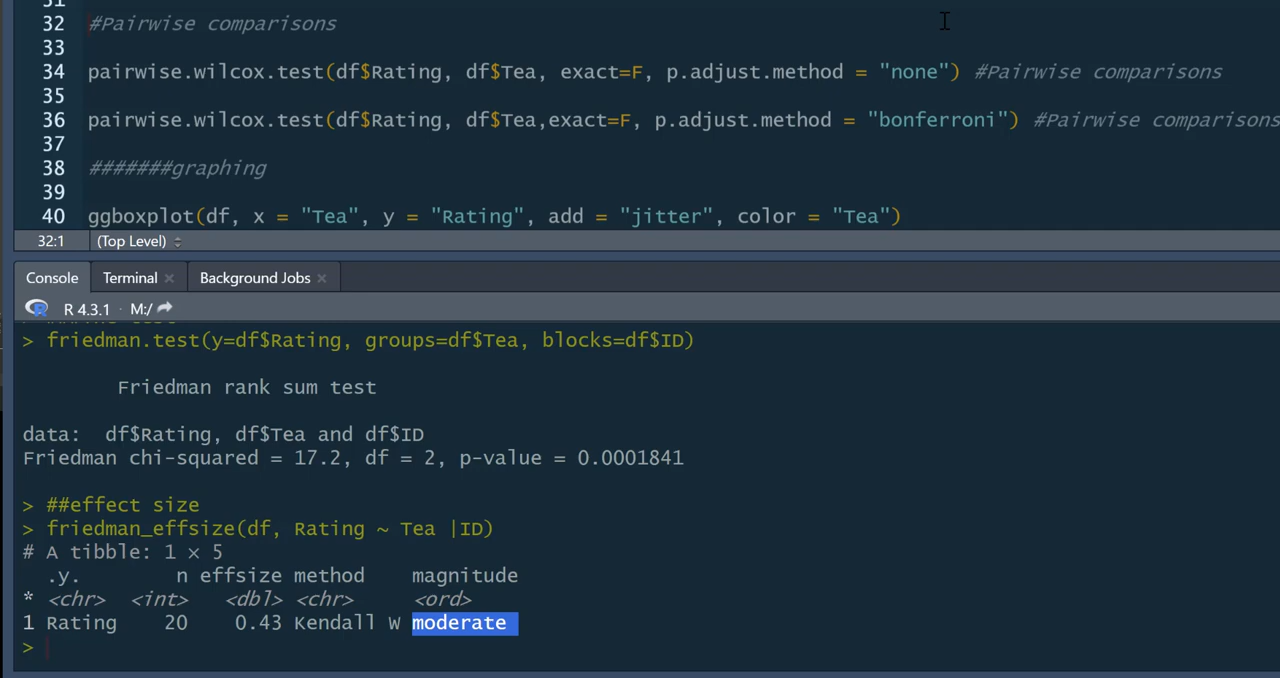 31
32 #Pairwise comparisons
33
34 pairwise.wilcox.test(df$Rating, df$Tea, exact=F, p.adjust.method = "none") #Pairwise comparisons
35
36 pairwise.wilcox.test(df$Rating, df$Tea,exact=F, p.adjust.method = "bonferroni") #Pairwise comparisons
37
38 #######graphing
39
40 ggboxplot(df, x = "Tea", y = "Rating", add = "jitter", color = "Tea")
32:1 (Top Level)
Console Terminal Background Jobs
R 4.3.1 · M:/
> friedman.test(y=df$Rating, groups=df$Tea, blocks=df$ID)
Friedman rank sum test
data: df$Rating, df$Tea and df$ID
Friedman chi-squared = 17.2, df = 2, p-value = 0.0001841
> ##effect size
> friedman_effsize(df, Rating ~ Tea |ID)
# A tibble: 1 × 5
.y. n effsize method magnitude
* <chr> <int> <dbl> <chr> <ord>
1 Rating 20 0.43 Kendall W moderate
>